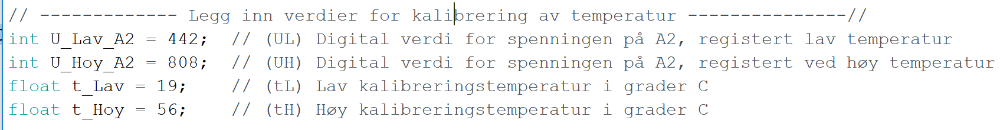 // ------------- Legg inn verdier for kalibrering av temperatur ---------------//
int U_Lav_A2 = 442;  // (UL) Digital verdi for spenningen på A2, registert lav temperatur
int U_Hoy_A2 = 808;  // (UH) Digital verdi for spenningen på A2, registert ved høy temperatur
float t_Lav = 19;    // (tL) Lav kalibreringstemperatur i grader C
float t_Hoy = 56;    // (tH) Høy kalibreringstemperatur i grader C